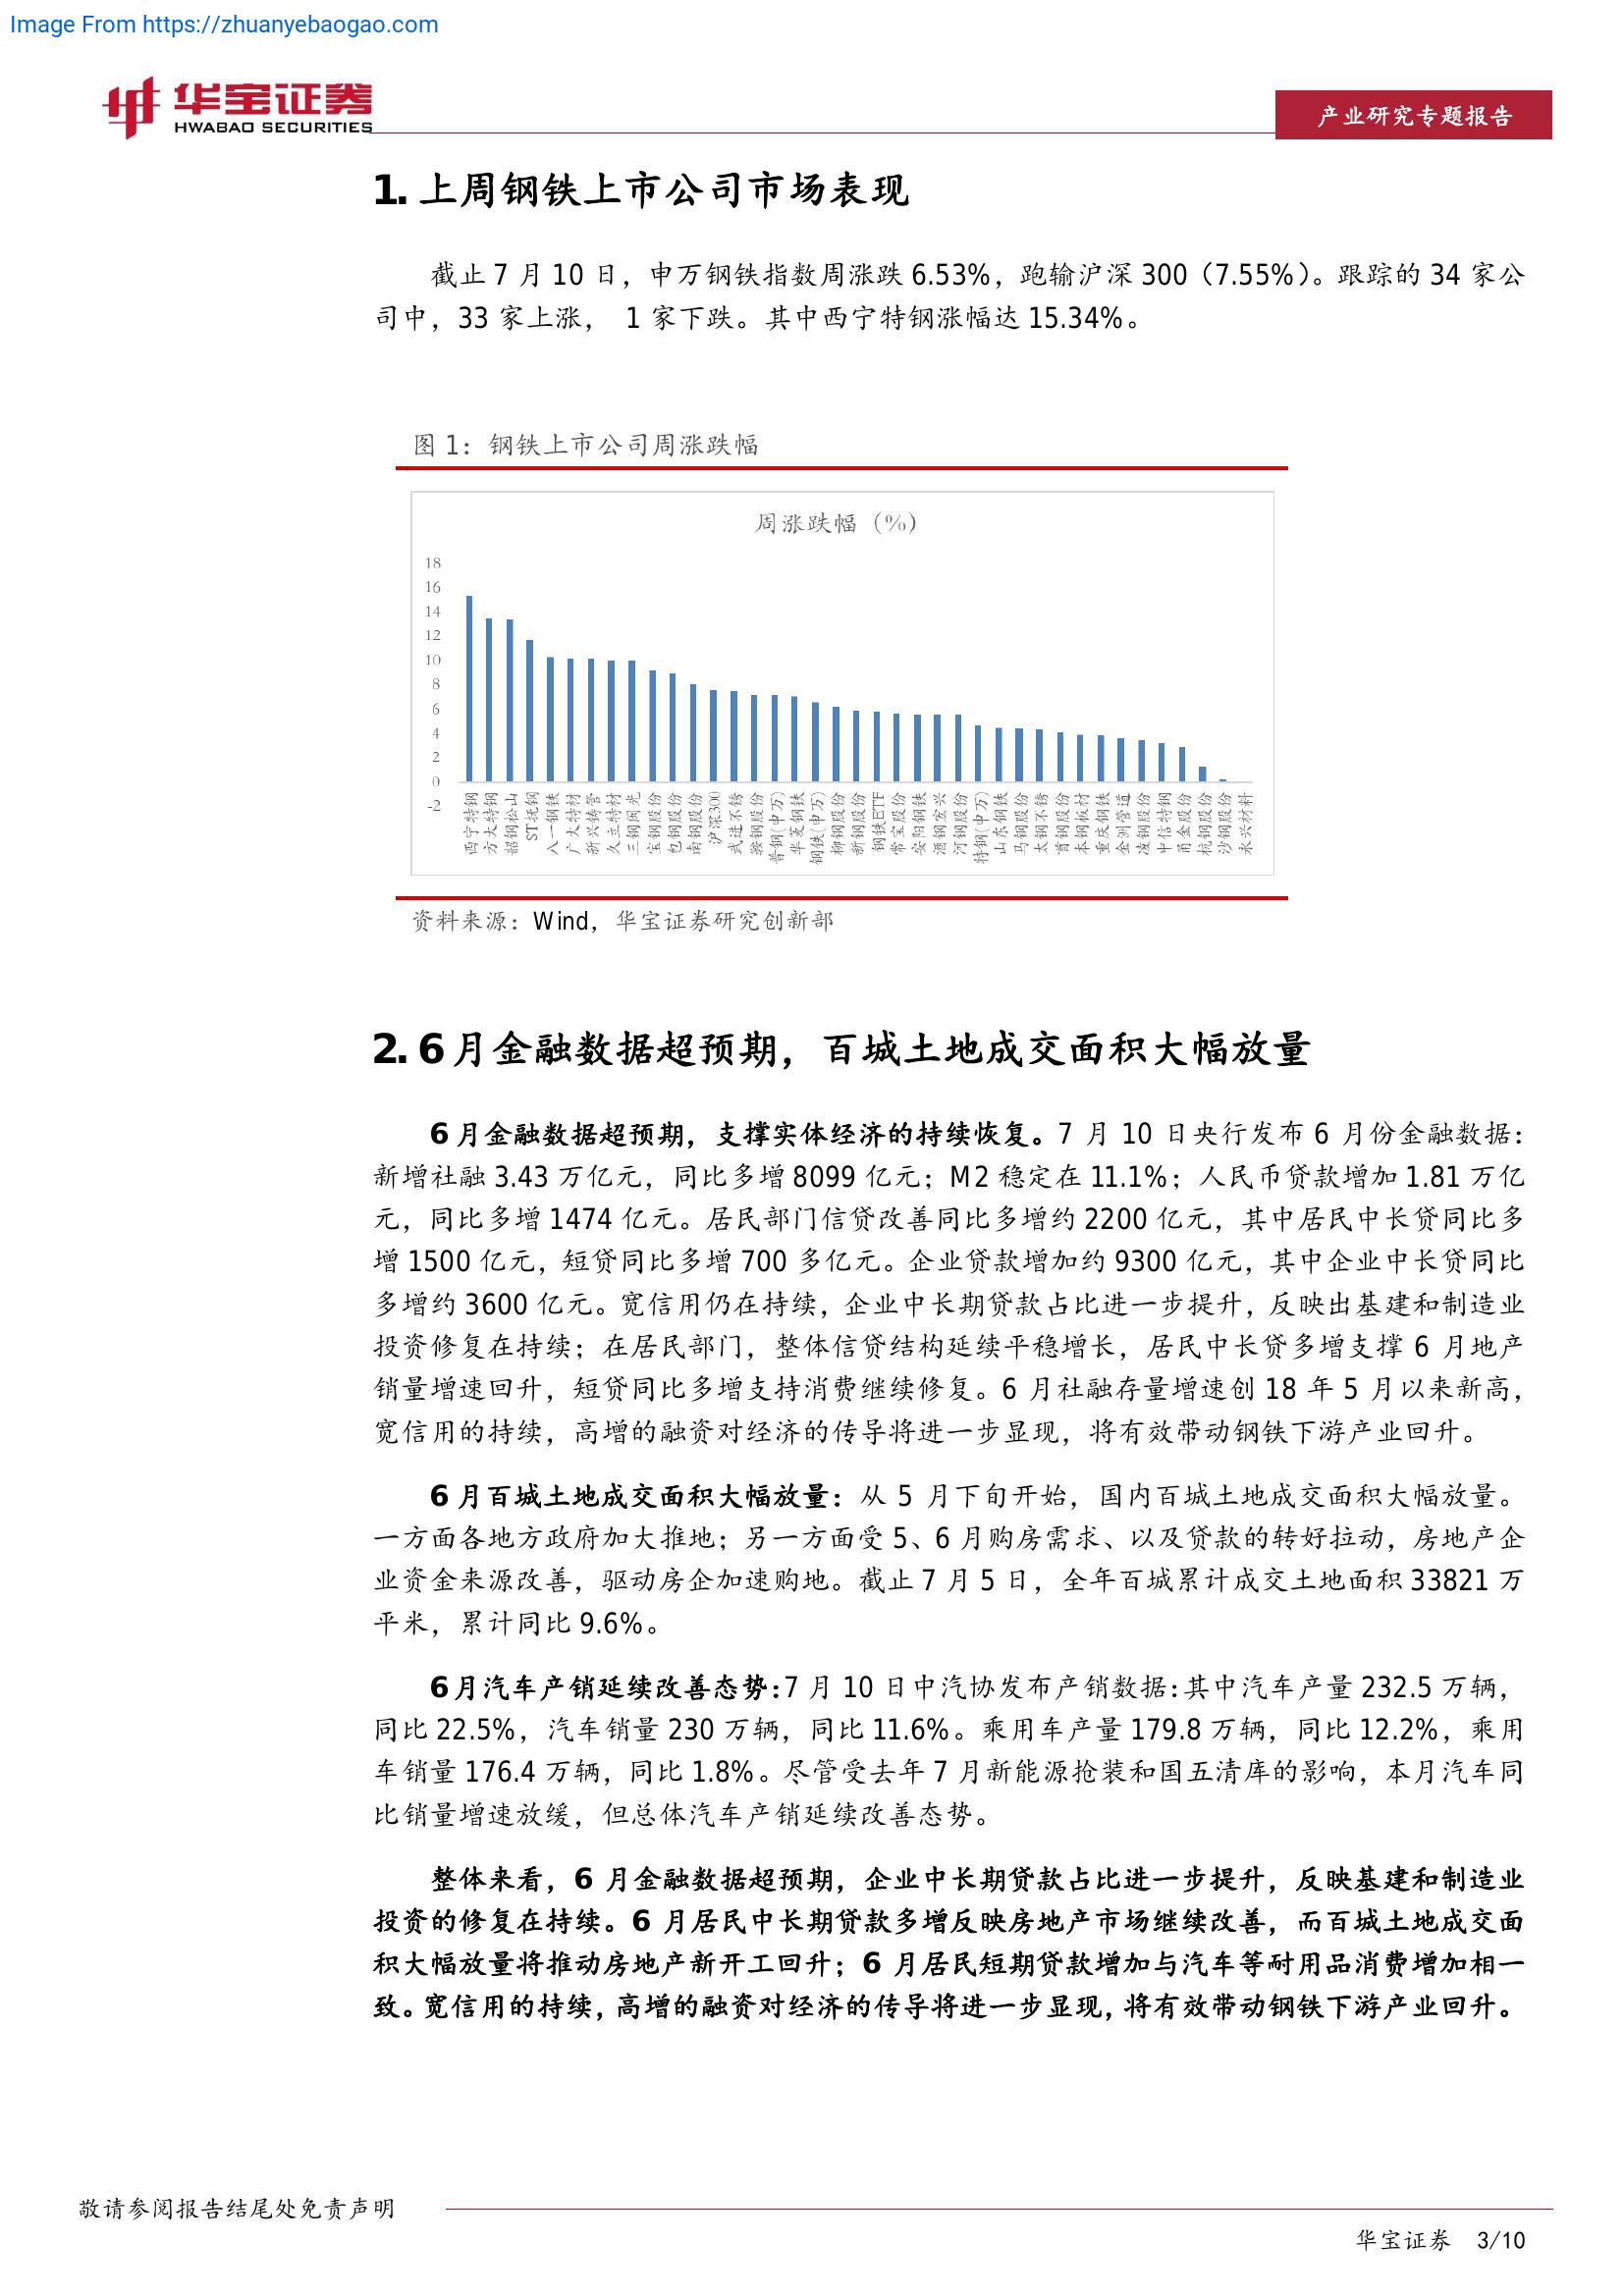 Image From https://zhuanyebaogao.com
华宝证券
HWABAO SECURITIES
产业研究专题报告
1. 上周钢铁上市公司市场表现
截止 7 月 10 日，申万钢铁指数周涨跌 6.53%，跑输沪深 300（7.55%）。跟踪的 34 家公
司中，33 家上涨， 1 家下跌。其中西宁特钢涨幅达 15.34%。
图 1：钢铁上市公司周涨跌幅
周涨跌幅（%）
18
16
14
12
10
8
6
4
2
0
-2
西宁特钢
方大特钢
韶钢松山
ST抚钢
八一钢铁
广大特材
新兴铸管
久立特材
三钢闽光
宝钢股份
包钢股份
南钢股份
沪深300
武进不锈
鞍钢股份
普钢(申万)
华菱钢铁
钢铁(申万)
柳钢股份
新钢股份
钢铁ETF
常宝股份
安阳钢铁
酒钢宏兴
河钢股份
特钢(申万)
山东钢铁
马钢股份
太钢不锈
首钢股份
本钢板材
重庆钢铁
金洲管道
凌钢股份
中信特钢
甬金股份
杭钢股份
沙钢股份
永兴材料
资料来源：Wind，华宝证券研究创新部
2. 6 月金融数据超预期，百城土地成交面积大幅放量
6 月金融数据超预期，支撑实体经济的持续恢复。7 月 10 日央行发布 6 月份金融数据：
新增社融 3.43 万亿元，同比多增 8099 亿元；M2 稳定在 11.1%；人民币贷款增加 1.81 万亿
元，同比多增 1474 亿元。居民部门信贷改善同比多增约 2200 亿元，其中居民中长贷同比多
增 1500 亿元，短贷同比多增 700 多亿元。企业贷款增加约 9300 亿元，其中企业中长贷同比
多增约 3600 亿元。宽信用仍在持续，企业中长期贷款占比进一步提升，反映出基建和制造业
投资修复在持续；在居民部门，整体信贷结构延续平稳增长，居民中长贷多增支撑 6 月地产
销量增速回升，短贷同比多增支持消费继续修复。6 月社融存量增速创 18 年 5 月以来新高，
宽信用的持续，高增的融资对经济的传导将进一步显现，将有效带动钢铁下游产业回升。
6 月百城土地成交面积大幅放量：从 5 月下旬开始，国内百城土地成交面积大幅放量。
一方面各地方政府加大推地；另一方面受 5、6 月购房需求、以及贷款的转好拉动，房地产企
业资金来源改善，驱动房企加速购地。截止 7 月 5 日，全年百城累计成交土地面积 33821 万
平米，累计同比 9.6%。
6 月汽车产销延续改善态势：7 月 10 日中汽协发布产销数据：其中汽车产量 232.5 万辆，
同比 22.5%，汽车销量 230 万辆，同比 11.6%。乘用车产量 179.8 万辆，同比 12.2%，乘用
车销量 176.4 万辆，同比 1.8%。尽管受去年 7 月新能源抢装和国五清库的影响，本月汽车同
比销量增速放缓，但总体汽车产销延续改善态势。
整体来看，6 月金融数据超预期，企业中长期贷款占比进一步提升，反映基建和制造业
投资的修复在持续。6 月居民中长期贷款多增反映房地产市场继续改善，而百城土地成交面
积大幅放量将推动房地产新开工回升；6 月居民短期贷款增加与汽车等耐用品消费增加相一
致。宽信用的持续，高增的融资对经济的传导将进一步显现，将有效带动钢铁下游产业回升。
敬请参阅报告结尾处免责声明
华宝证券 3/10